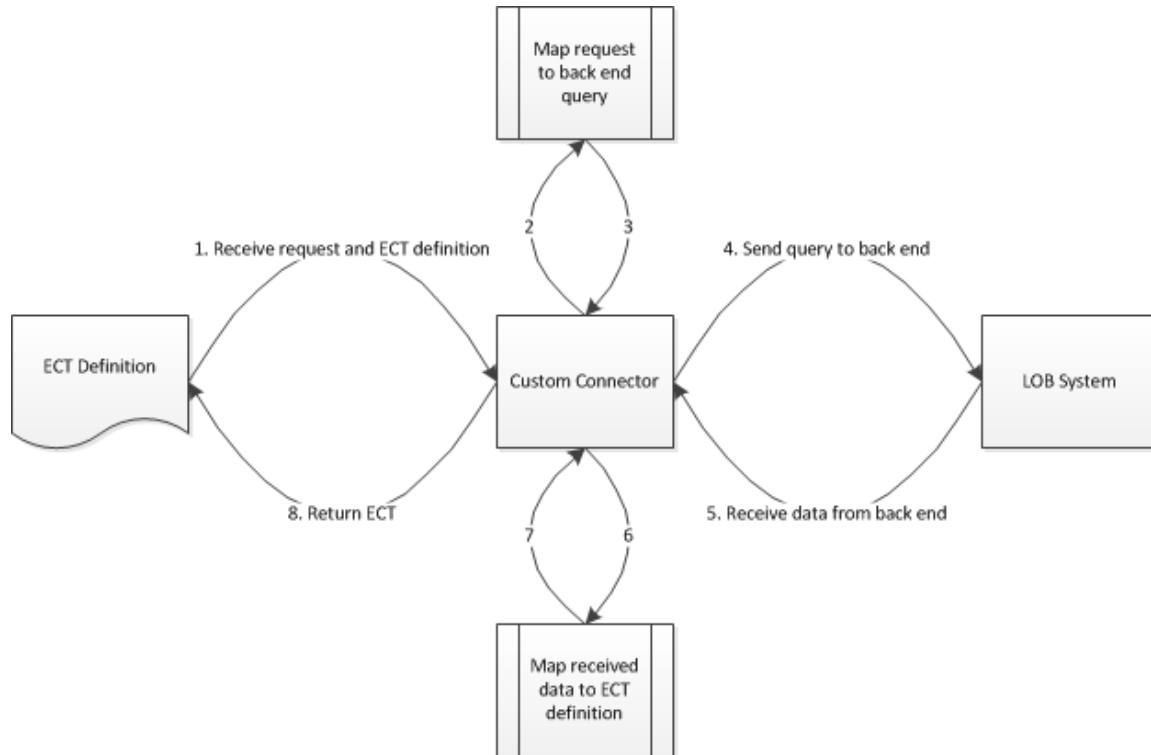 Map request
to back end
query
2
3
1. Receive request and ECT definition
4. Send query to back end
ECT Definition
Custom Connector
LOB System
8. Return ECT
7
6
5. Receive data from back end
Map received
data to ECT
definition